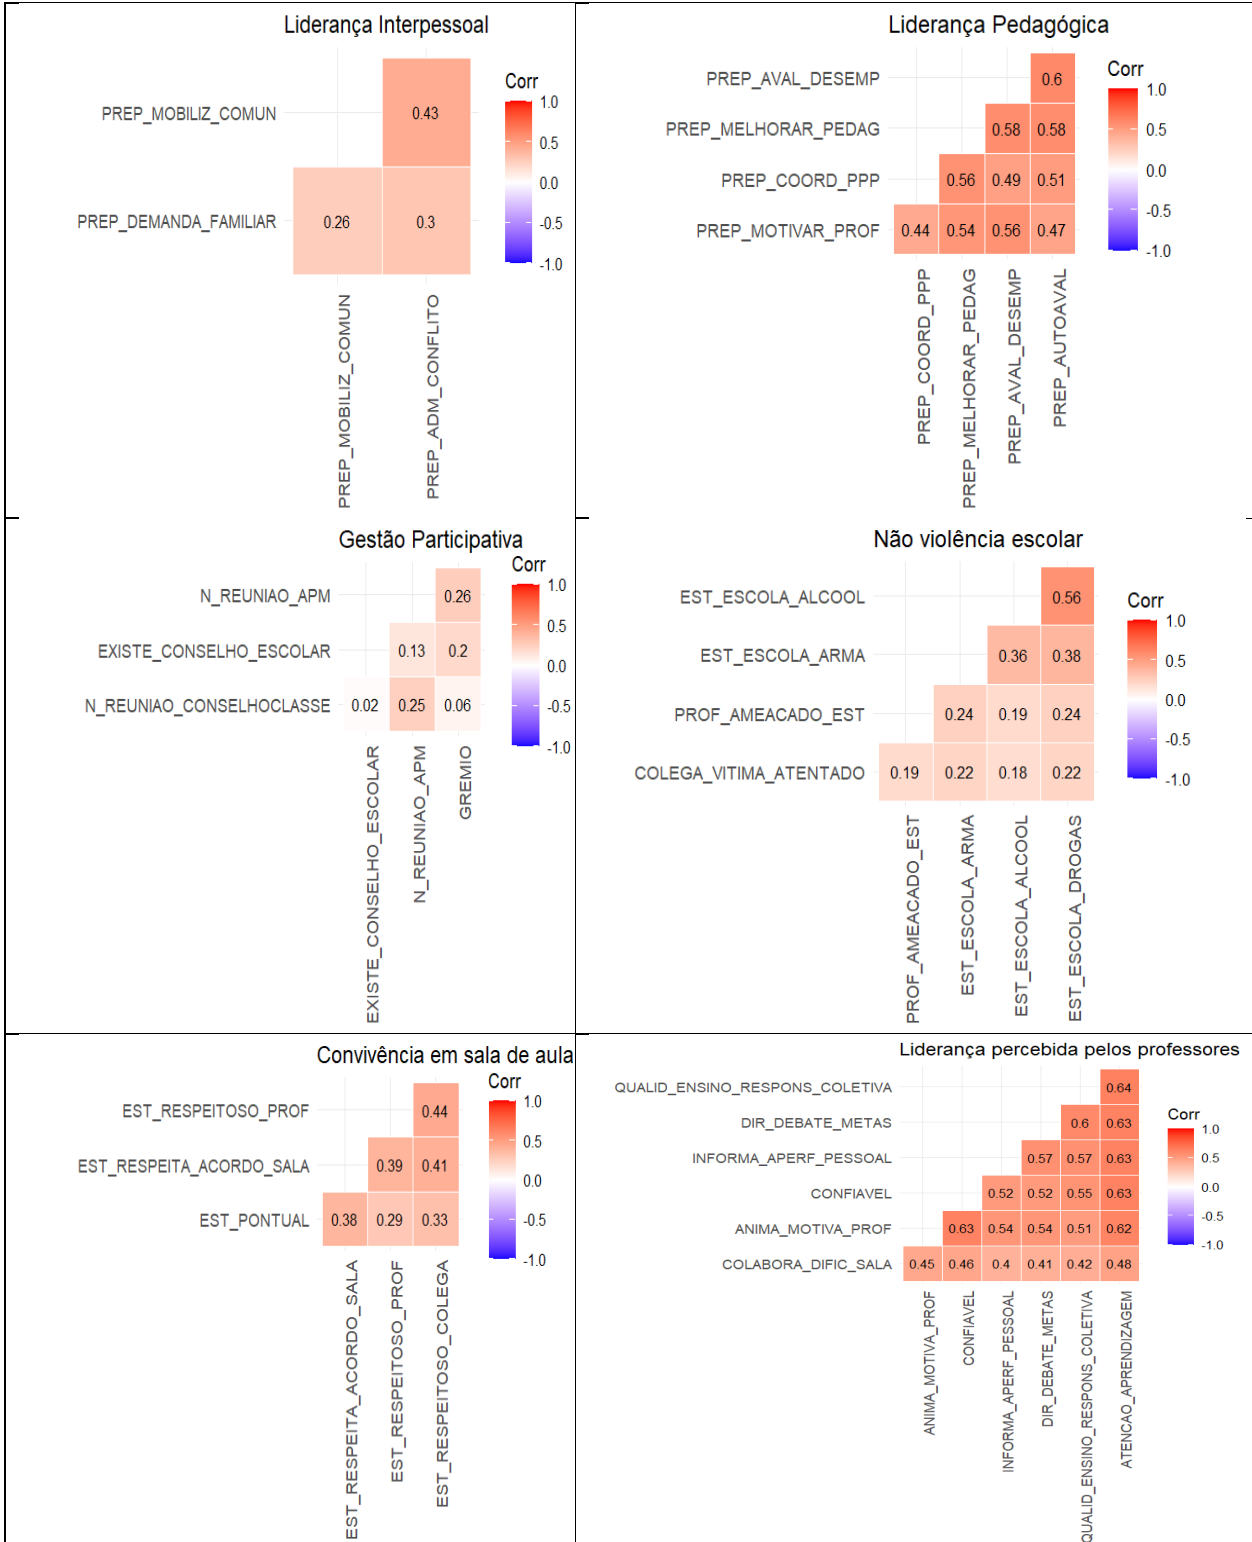 Liderança Interpessoal
Corr
1.0
0.5
0.0
-0.5
-1.0
PREP_MOBILIZ_COMUN
0.43
PREP_DEMANDA_FAMILIAR
0.26
0.3
PREP_MOBILIZ_COMUN
PREP_ADM_CONFLITO
Liderança Pedagógica
Corr
1.0
0.5
0.0
-0.5
-1.0
PREP_AVAL_DESEMP
0.6
PREP_MELHORAR_PEDAG
0.58
0.58
PREP_COORD_PPP
0.56
0.49
0.51
PREP_MOTIVAR_PROF
0.44
0.54
0.56
0.47
PREP_COORD_PPP
PREP_MELHORAR_PEDAG
PREP_AVAL_DESEMP
PREP_AUTOAVAL
Gestão Participativa
Corr
1.0
0.5
0.0
-0.5
-1.0
N_REUNIAO_APM
0.26
EXISTE_CONSELHO_ESCOLAR
0.13
0.2
N_REUNIAO_CONSELHOCLASSE
0.02
0.25
0.06
EXISTE_CONSELHO_ESCOLAR
N_REUNIAO_APM
GREMIO
Não violência escolar
Corr
1.0
0.5
0.0
-0.5
-1.0
EST_ESCOLA_ALCOOL
0.56
EST_ESCOLA_ARMA
0.36
0.38
PROF_AMEACADO_EST
0.24
0.19
0.24
COLEGA_VITIMA_ATENTADO
0.19
0.22
0.18
0.22
PROF_AMEACADO_EST
EST_ESCOLA_ARMA
EST_ESCOLA_ALCOOL
EST_ESCOLA_DROGAS
Convivência em sala de aula
Corr
1.0
0.5
0.0
-0.5
-1.0
EST_RESPEITOSO_PROF
0.44
EST_RESPEITA_ACORDO_SALA
0.39
0.41
EST_PONTUAL
0.38
0.29
0.33
EST_RESPEITA_ACORDO_SALA
EST_RESPEITOSO_PROF
EST_RESPEITOSO_COLEGA
Liderança percebida pelos professores
Corr
1.0
0.5
0.0
-0.5
-1.0
QUALID_ENSINO_RESPONS_COLETIVA
0.64
DIR_DEBATE_METAS
0.6
0.63
INFORMA_APERF_PESSOAL
0.57
0.57
0.63
CONFIAVEL
0.52
0.52
0.55
0.63
ANIMA_MOTIVA_PROF
0.63
0.54
0.54
0.51
0.62
COLABORA_DIFIC_SALA
0.45
0.46
0.4
0.41
0.42
0.48
ANIMA_MOTIVA_PROF
CONFIAVEL
INFORMA_APERF_PESSOAL
DIR_DEBATE_METAS
QUALID_ENSINO_RESPONS_COLETIVA
ATENCAO_APRENDIZAGEM